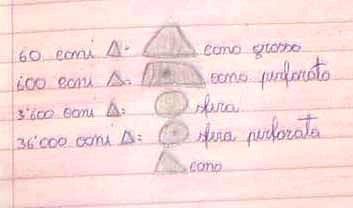 60 coni Δ= cono grosso
600 coni Δ= cono perforato
3'600 coni Δ= sfera
36'000 coni Δ= sfera perforata
cono